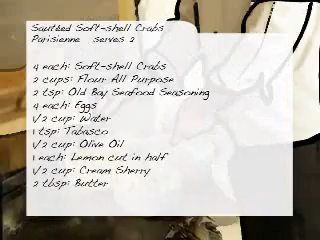 Sautéed Soft-shell Crabs
Parisienne serves 2
4 each: Soft-shell Crabs
2 cups: Flour All Purpose
2 tsp: Old Bay Seafood Seasoning
4 each: Eggs
1/2 cup: Water
1 tsp: Tabasco
1/2 cup: Olive Oil
1 each: Lemon cut in half
1/2 cup: Cream Sherry
2 tbsp: Butter